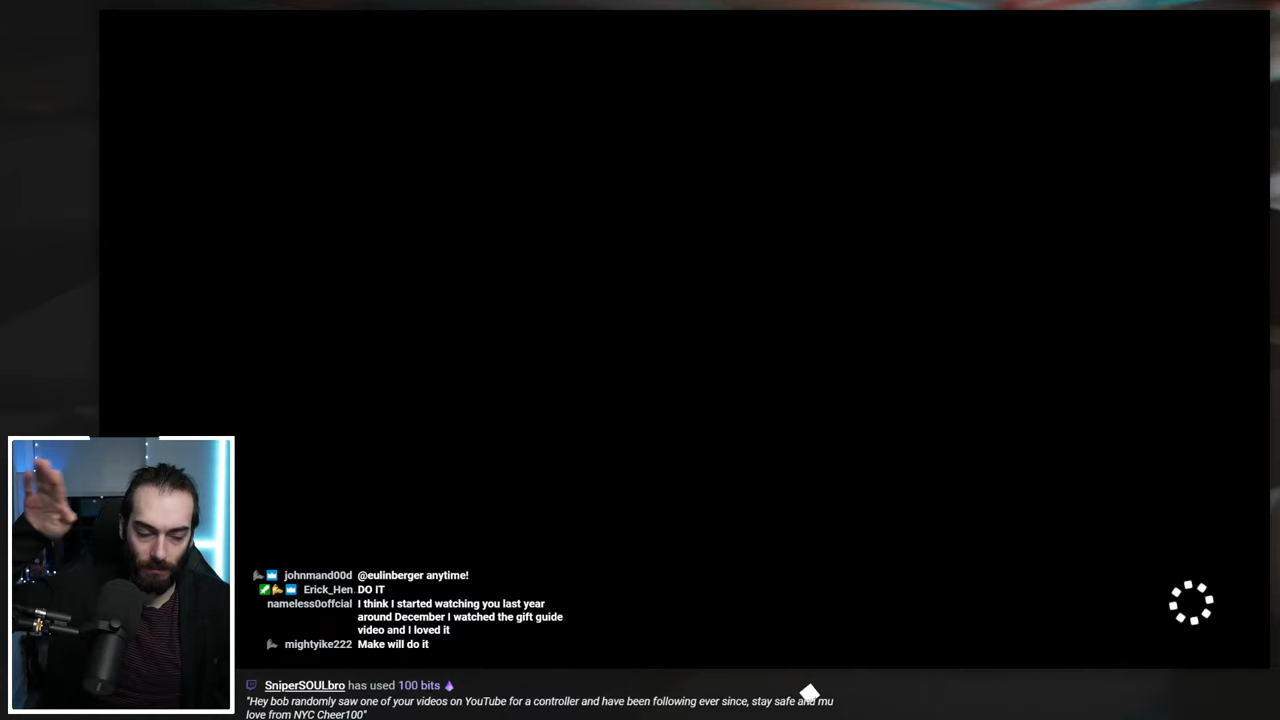 johnmand00d @eulinberger anytime!
Erick_Hen DO IT
nameless0offcial I think I started watching you last year
around December I watched the gift guide
video and I loved it
mightyike222 Make will do it
SniperSOULbro has used 100 bits
"Hey bob randomly saw one of your videos on YouTube for a controller and have been following ever since, stay safe and mu
love from NYC Cheer100"